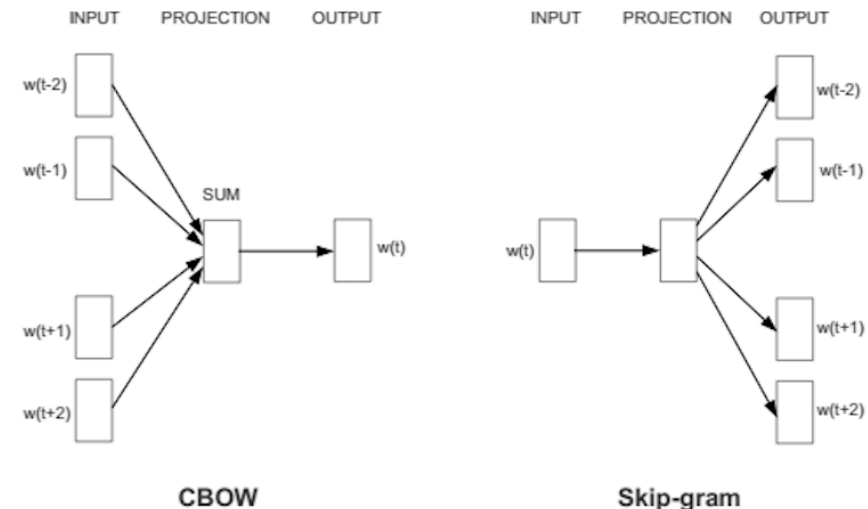 INPUT PROJECTION OUTPUT
w(t-2)
w(t-1)
SUM
w(t)
w(t+1)
w(t+2)
CBOW
INPUT PROJECTION OUTPUT
w(t-2)
w(t-1)
w(t)
w(t+1)
w(t+2)
Skip-gram